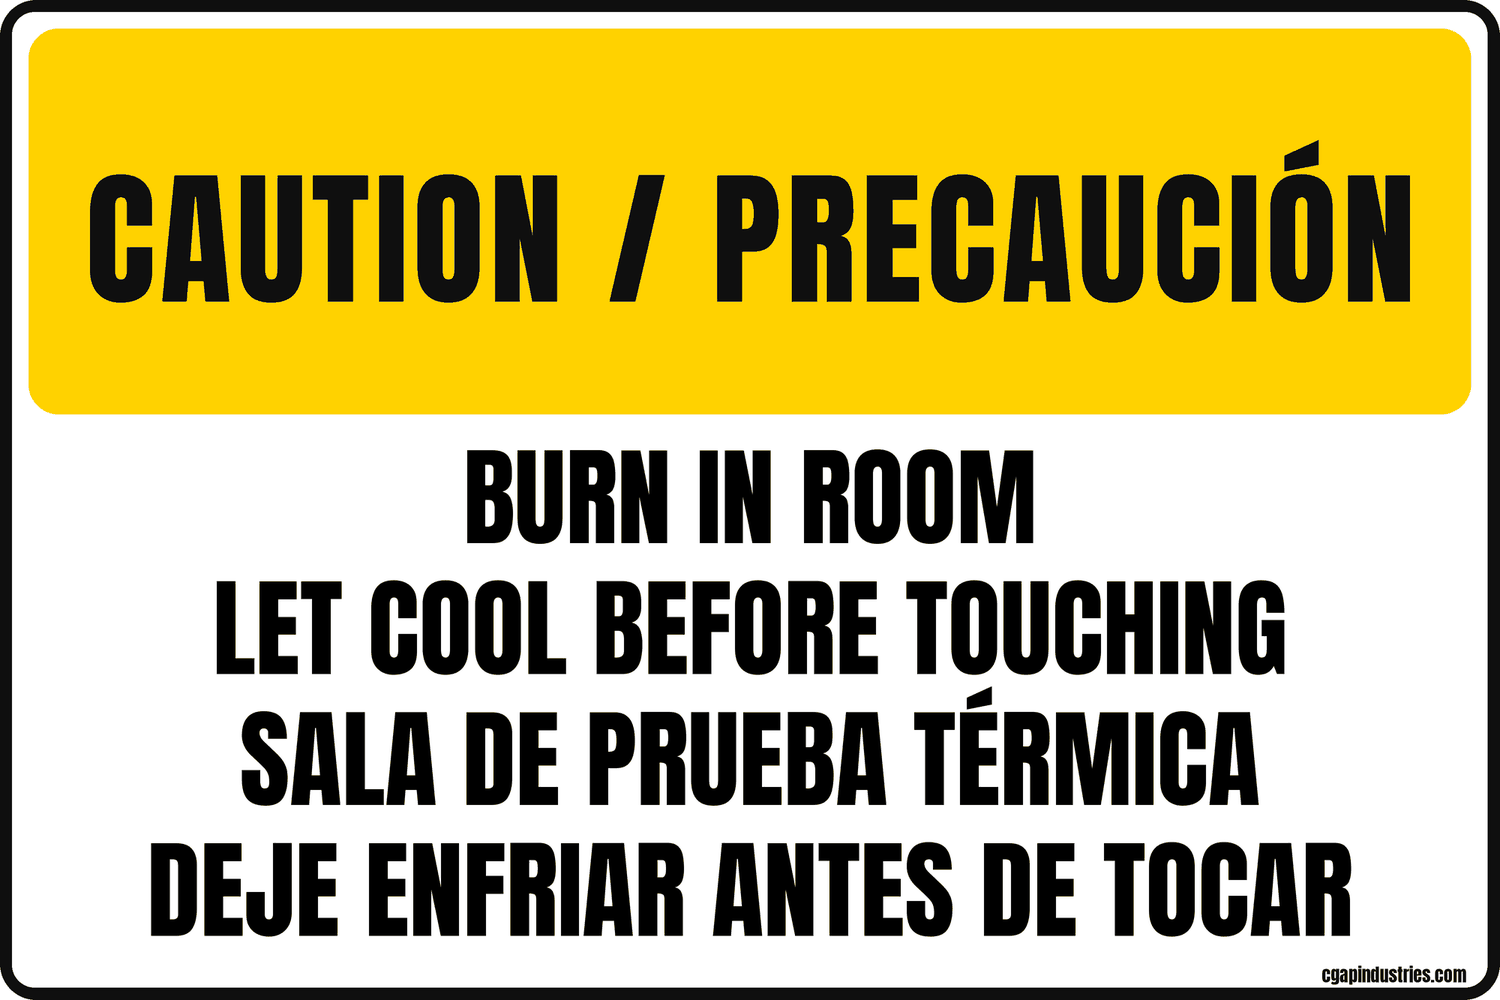 CAUTION / PRECAUCIÓN
BURN IN ROOM
LET COOL BEFORE TOUCHING
SALA DE PRUEBA TÉRMICA
DEJE ENFRIAR ANTES DE TOCAR
cgapindustries.com